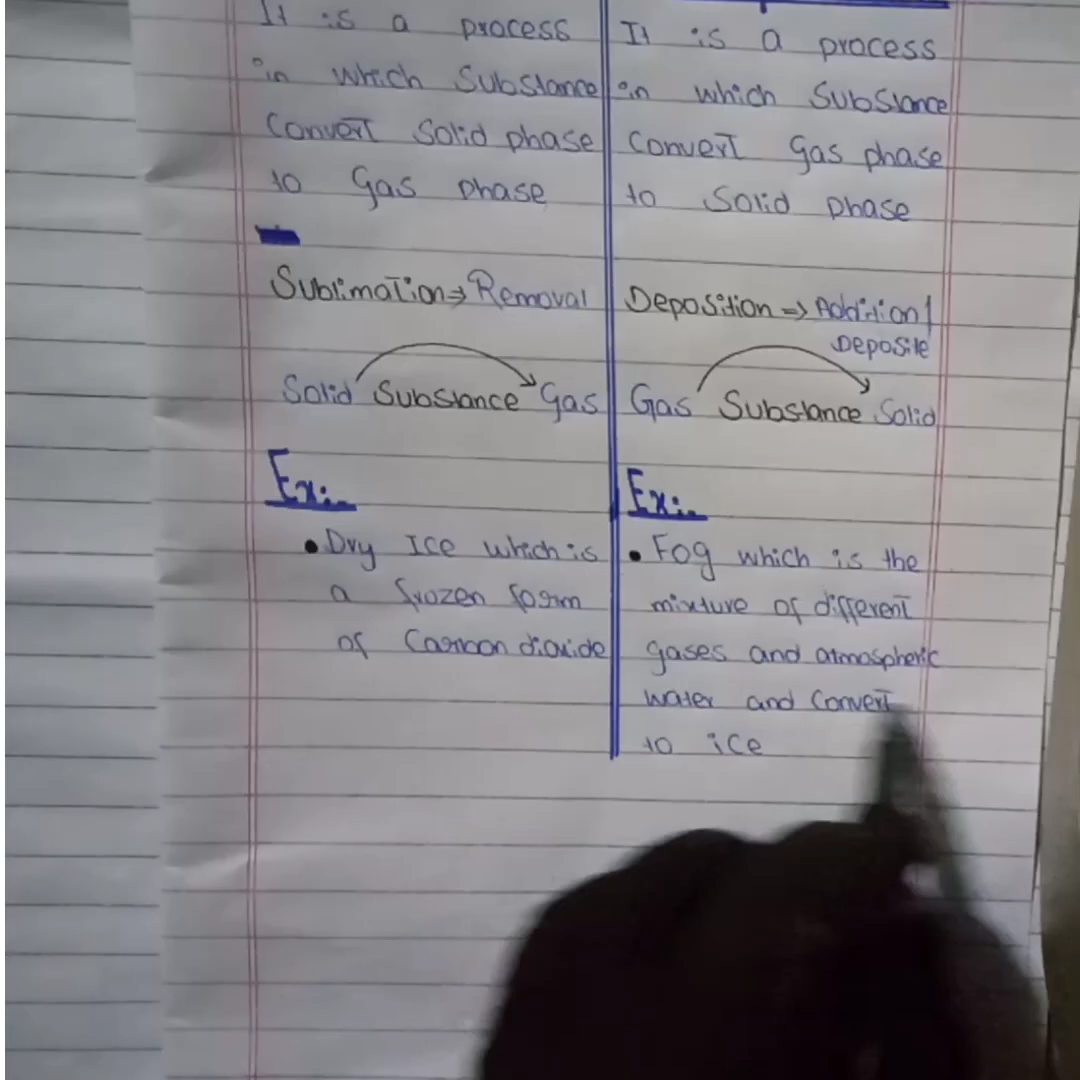 It is a process
in which Substance
Convert Solid phase
to Gas phase
Sublimation ⇒ Removal
Solid Substance Gas
Ex:-
• Dry Ice which is
a frozen form
of Carbon dioxide
It is a process
in which Substance
Convert Gas phase
to Solid phase
Deposition ⇒ Addition/
Deposite
Gas Substance Solid
Ex:-
• Fog which is the
mixture of different
gases and atmospheric
water and Convert
to ice